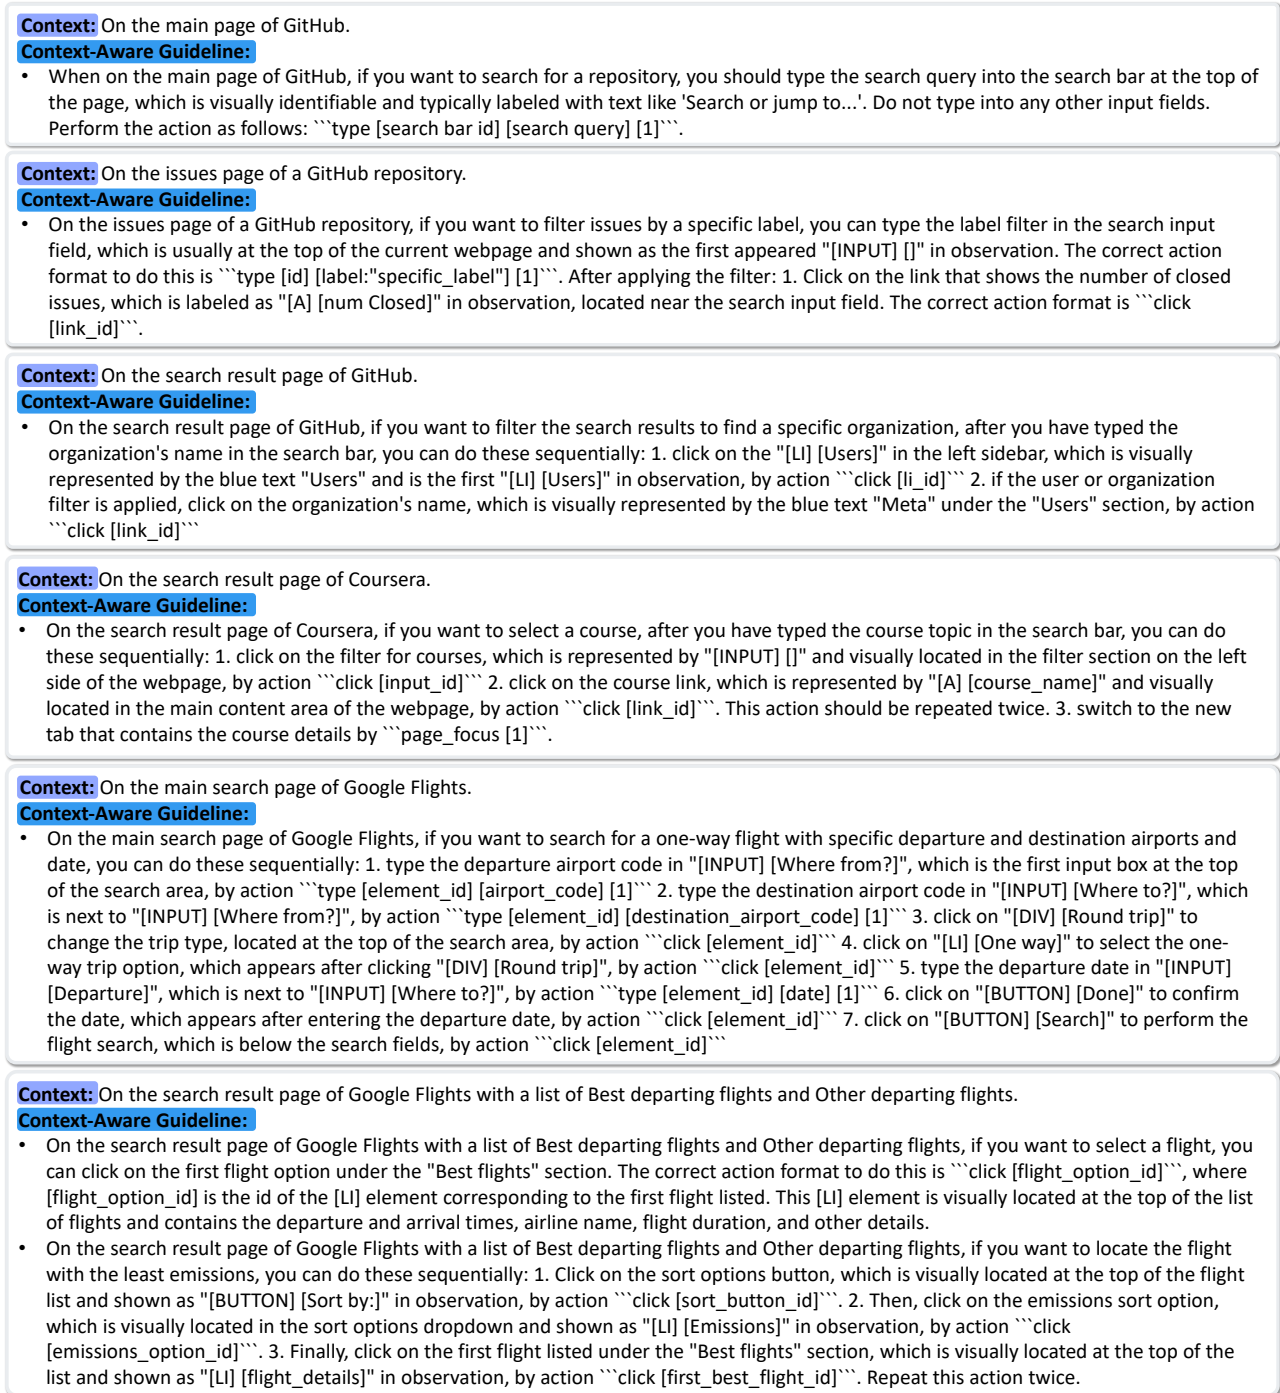 Context: On the main page of GitHub.
Context-Aware Guideline:
• When on the main page of GitHub, if you want to search for a repository, you should type the search query into the search bar at the top of
the page, which is visually identifiable and typically labeled with text like 'Search or jump to...'. Do not type into any other input fields.
Perform the action as follows: ```type [search bar id] [search query] [1]```.
Context: On the issues page of a GitHub repository.
Context-Aware Guideline:
• On the issues page of a GitHub repository, if you want to filter issues by a specific label, you can type the label filter in the search input
field, which is usually at the top of the current webpage and shown as the first appeared "[INPUT] []" in observation. The correct action
format to do this is ```type [id] [label:"specific_label"] [1]```. After applying the filter: 1. Click on the link that shows the number of closed
issues, which is labeled as "[A] [num Closed]" in observation, located near the search input field. The correct action format is ```click
[link_id]```.
Context: On the search result page of GitHub.
Context-Aware Guideline:
• On the search result page of GitHub, if you want to filter the search results to find a specific organization, after you have typed the
organization's name in the search bar, you can do these sequentially: 1. click on the "[LI] [Users]" in the left sidebar, which is visually
represented by the blue text "Users" and is the first "[LI] [Users]" in observation, by action ```click [li_id]``` 2. if the user or organization
filter is applied, click on the organization's name, which is visually represented by the blue text "Meta" under the "Users" section, by action
```click [link_id]```
Context: On the search result page of Coursera.
Context-Aware Guideline:
• On the search result page of Coursera, if you want to select a course, after you have typed the course topic in the search bar, you can do
these sequentially: 1. click on the filter for courses, which is represented by "[INPUT] []" and visually located in the filter section on the left
side of the webpage, by action ```click [input_id]``` 2. click on the course link, which is represented by "[A] [course_name]" and visually
located in the main content area of the webpage, by action ```click [link_id]```. This action should be repeated twice. 3. switch to the new
tab that contains the course details by ```page_focus [1]```.
Context: On the main search page of Google Flights.
Context-Aware Guideline:
• On the main search page of Google Flights, if you want to search for a one-way flight with specific departure and destination airports and
date, you can do these sequentially: 1. type the departure airport code in "[INPUT] [Where from?]", which is the first input box at the top
of the search area, by action ```type [element_id] [airport_code] [1]``` 2. type the destination airport code in "[INPUT] [Where to?]", which
is next to "[INPUT] [Where from?]", by action ```type [element_id] [destination_airport_code] [1]``` 3. click on "[DIV] [Round trip]" to
change the trip type, located at the top of the search area, by action ```click [element_id]``` 4. click on "[LI] [One way]" to select the one-
way trip option, which appears after clicking "[DIV] [Round trip]", by action ```click [element_id]``` 5. type the departure date in "[INPUT]
[Departure]", which is next to "[INPUT] [Where to?]", by action ```type [element_id] [date] [1]``` 6. click on "[BUTTON] [Done]" to confirm
the date, which appears after entering the departure date, by action ```click [element_id]``` 7. click on "[BUTTON] [Search]" to perform the
flight search, which is below the search fields, by action ```click [element_id]```
Context: On the search result page of Google Flights with a list of Best departing flights and Other departing flights.
Context-Aware Guideline:
• On the search result page of Google Flights with a list of Best departing flights and Other departing flights, if you want to select a flight, you
can click on the first flight option under the "Best flights" section. The correct action format to do this is ```click [flight_option_id]```, where
[flight_option_id] is the id of the [LI] element corresponding to the first flight listed. This [LI] element is visually located at the top of the list
of flights and contains the departure and arrival times, airline name, flight duration, and other details.
• On the search result page of Google Flights with a list of Best departing flights and Other departing flights, if you want to locate the flight
with the least emissions, you can do these sequentially: 1. Click on the sort options button, which is visually located at the top of the flight
list and shown as "[BUTTON] [Sort by:]" in observation, by action ```click [sort_button_id]```. 2. Then, click on the emissions sort option,
which is visually located in the sort options dropdown and shown as "[LI] [Emissions]" in observation, by action ```click
[emissions_option_id]```. 3. Finally, click on the first flight listed under the "Best flights" section, which is visually located at the top of the
list and shown as "[LI] [flight_details]" in observation, by action ```click [first_best_flight_id]```. Repeat this action twice.